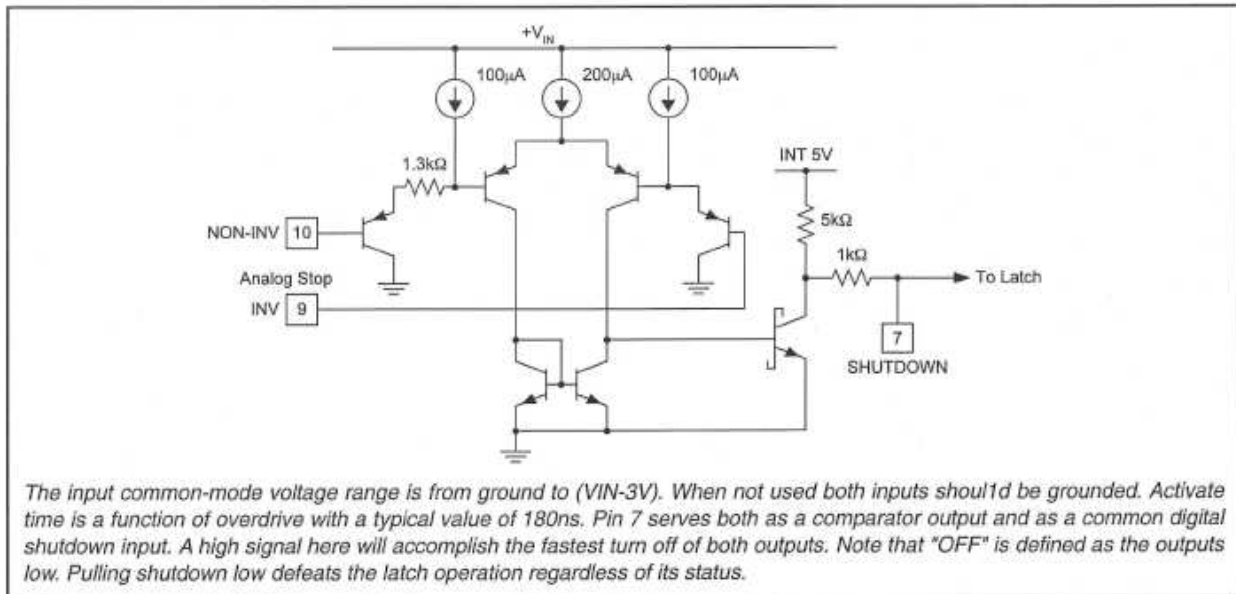 +VIN
100μA
200μA
100μA
1.3kΩ
INT 5V
5kΩ
NON-INV 10
1kΩ
To Latch
Analog Stop
INV 9
7
SHUTDOWN
The input common-mode voltage range is from ground to (VIN-3V). When not used both inputs shoul1d be grounded. Activate
time is a function of overdrive with a typical value of 180ns. Pin 7 serves both as a comparator output and as a common digital
shutdown input. A high signal here will accomplish the fastest turn off of both outputs. Note that "OFF" is defined as the outputs
low. Pulling shutdown low defeats the latch operation regardless of its status.